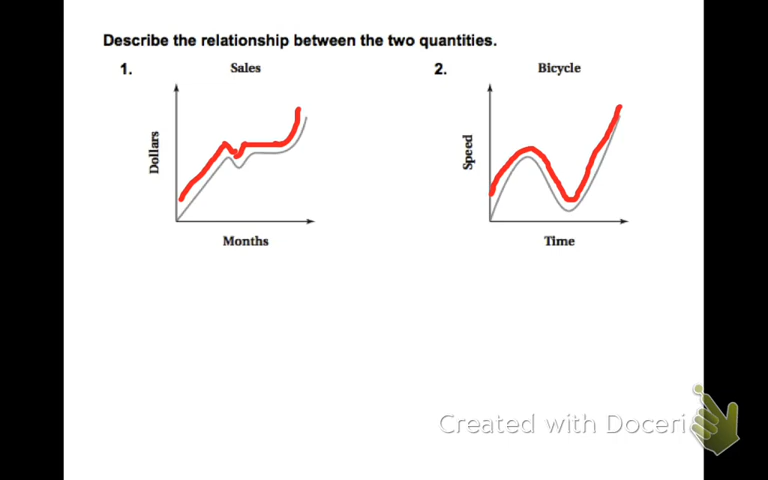 Describe the relationship between the two quantities.
1. Sales
2. Bicycle
Dollars
Speed
Months
Time
Created with Doceri